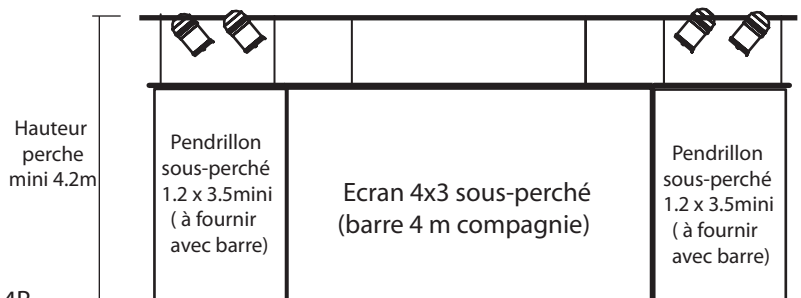 Hauteur
perche
mini 4.2m
Pendrillon
sous-perché
1.2 x 3.5mini
( à fournir
avec barre)
Ecran 4x3 sous-perché
(barre 4 m compagnie)
Pendrillon
sous-perché
1.2 x 3.5mini
( à fournir
avec barre)